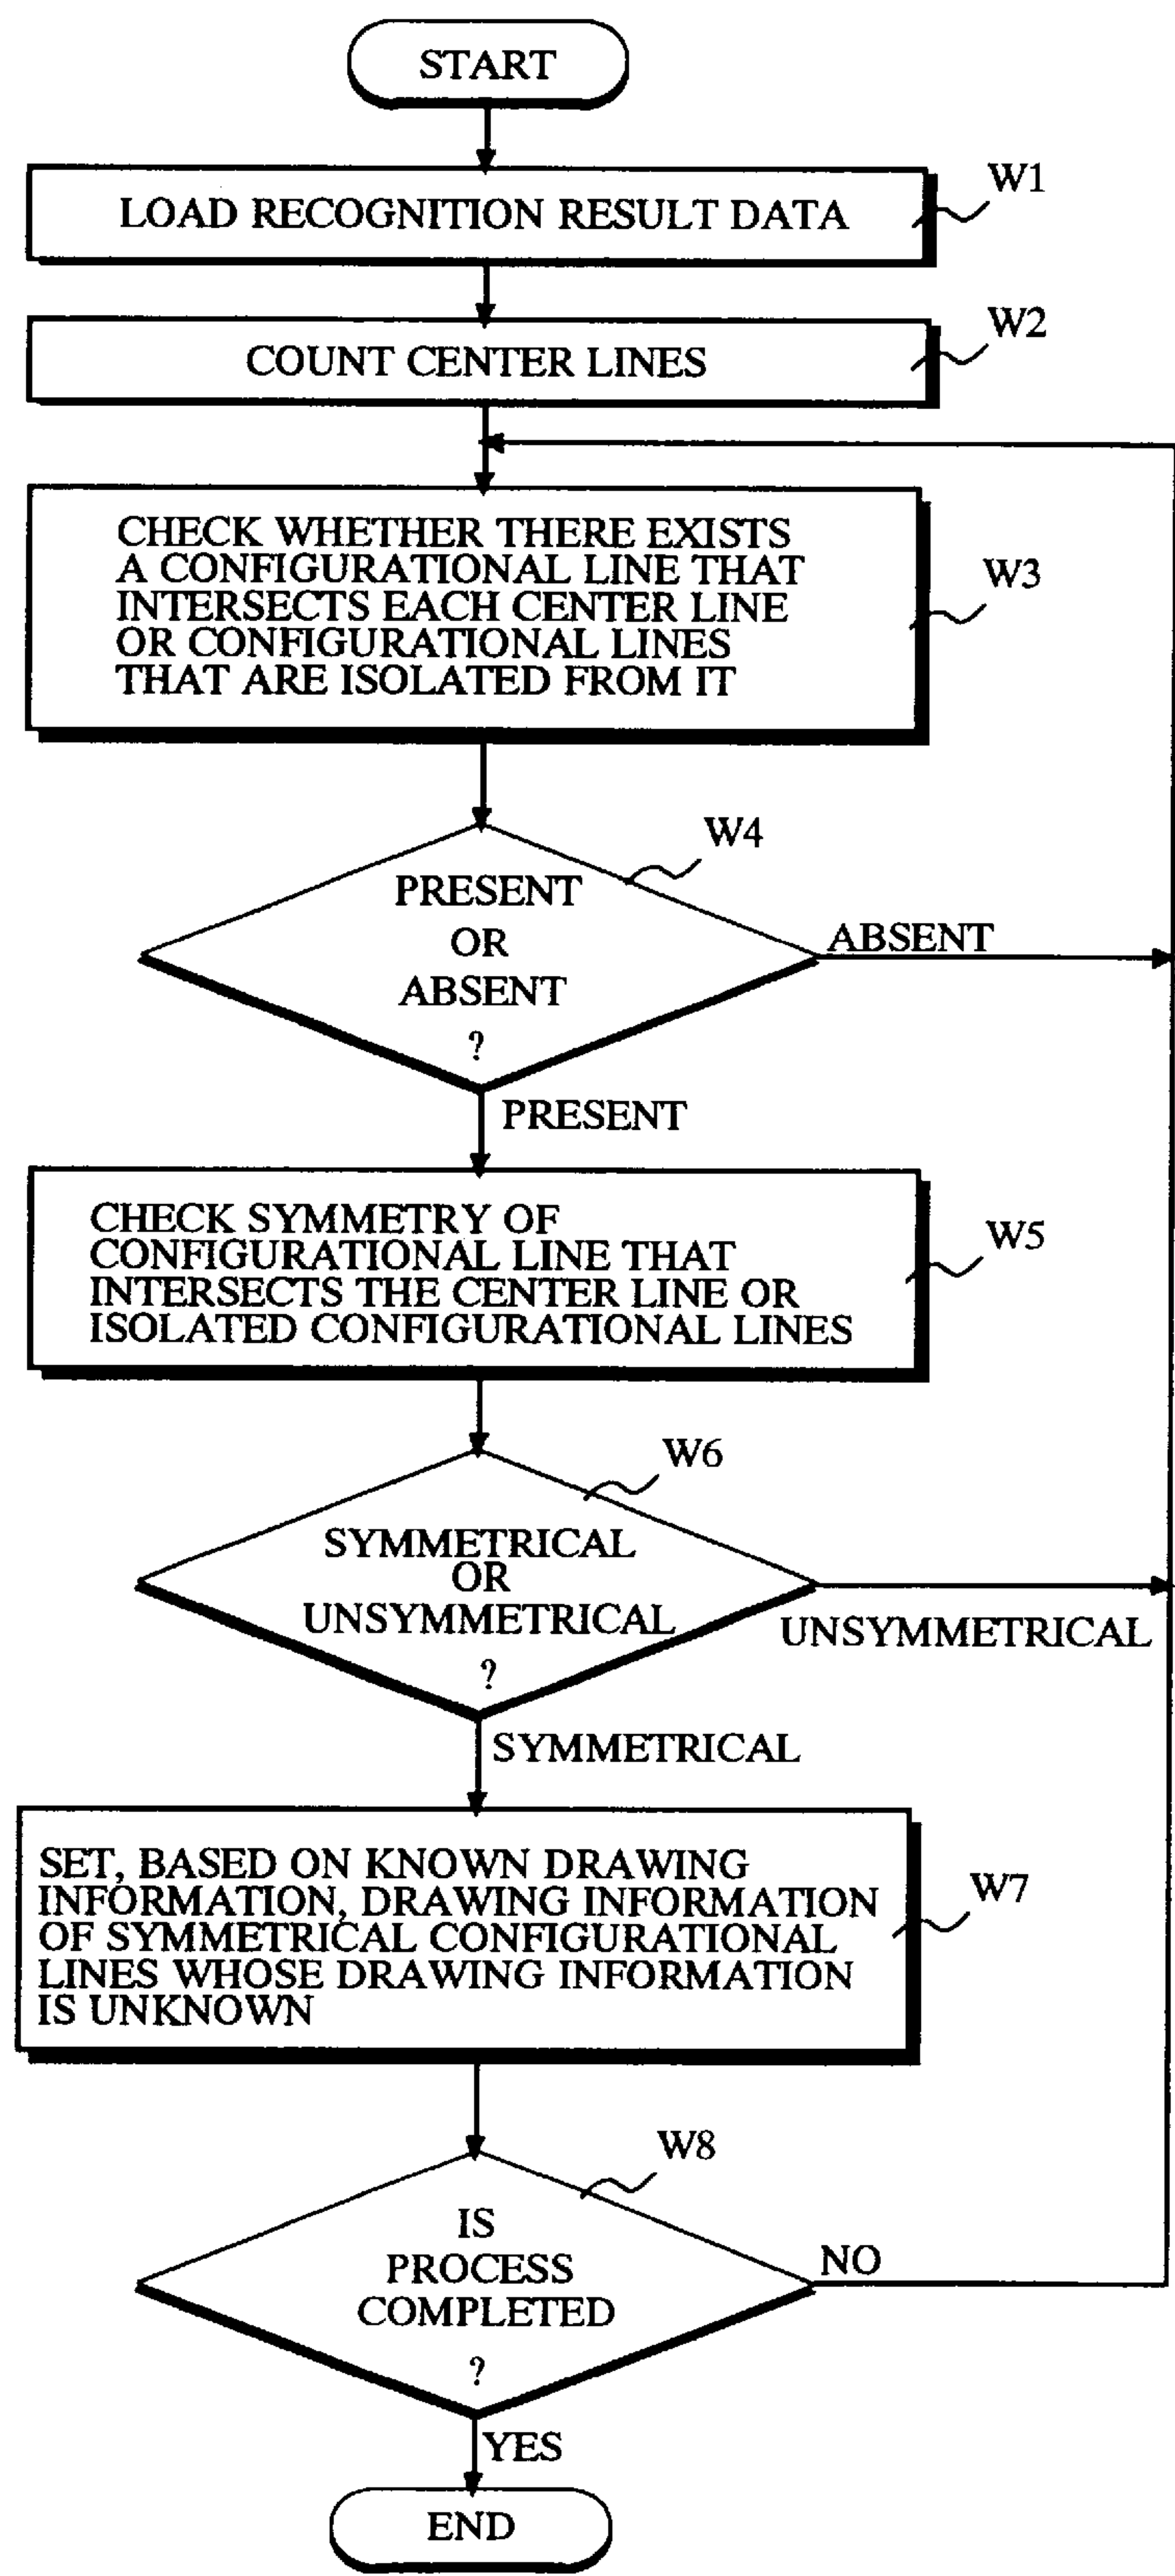 START
W1
LOAD RECOGNITION RESULT DATA
W2
COUNT CENTER LINES
CHECK WHETHER THERE EXISTS
A CONFIGURATIONAL LINE THAT
INTERSECTS EACH CENTER LINE
OR CONFIGURATIONAL LINES
THAT ARE ISOLATED FROM IT
W3
W4
PRESENT
OR
ABSENT
?
ABSENT
PRESENT
CHECK SYMMETRY OF
CONFIGURATIONAL LINE THAT
INTERSECTS THE CENTER LINE OR
ISOLATED CONFIGURATIONAL LINES
W5
W6
SYMMETRICAL
OR
UNSYMMETRICAL
?
UNSYMMETRICAL
SYMMETRICAL
SET, BASED ON KNOWN DRAWING
INFORMATION, DRAWING INFORMATION
OF SYMMETRICAL CONFIGURATIONAL
LINES WHOSE DRAWING INFORMATION
IS UNKNOWN
W7
W8
IS
PROCESS
COMPLETED
?
NO
YES
END